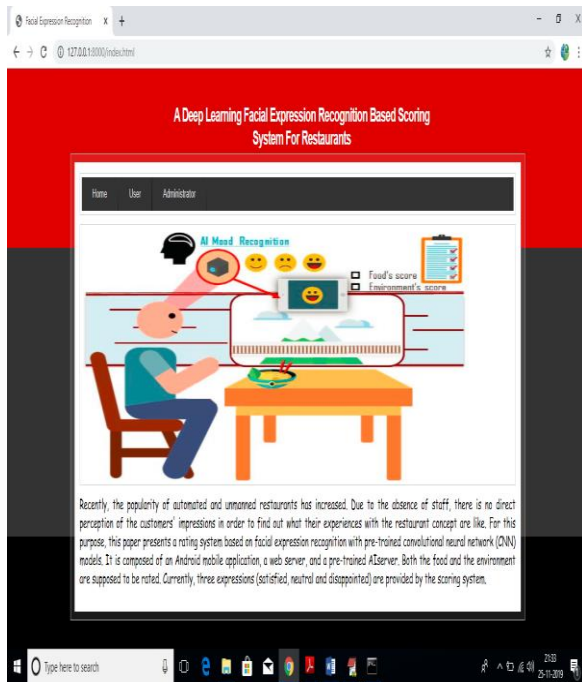 Facial Expression Recognition
127.0.0.1:8000/index.html
A Deep Learning Facial Expression Recognition Based Scoring
System For Restaurants
Home User Administrator
AI Mood Recognition
Food's score
Environment's score
Recently, the popularity of automated and unmanned restaurants has increased. Due to the absence of staff, there is no direct
perception of the customers' impressions in order to find out what their experiences with the restaurant concept are like. For this
purpose, this paper presents a rating system based on facial expression recognition with pre-trained convolutional neural network (CNN)
models. It is composed of an Android mobile application, a web server, and a pre-trained AIserver. Both the food and the environment
are supposed to be rated. Currently, three expressions (satisfied, neutral and disappointed) are provided by the scoring system.
Type here to search
21:33
25-11-2019